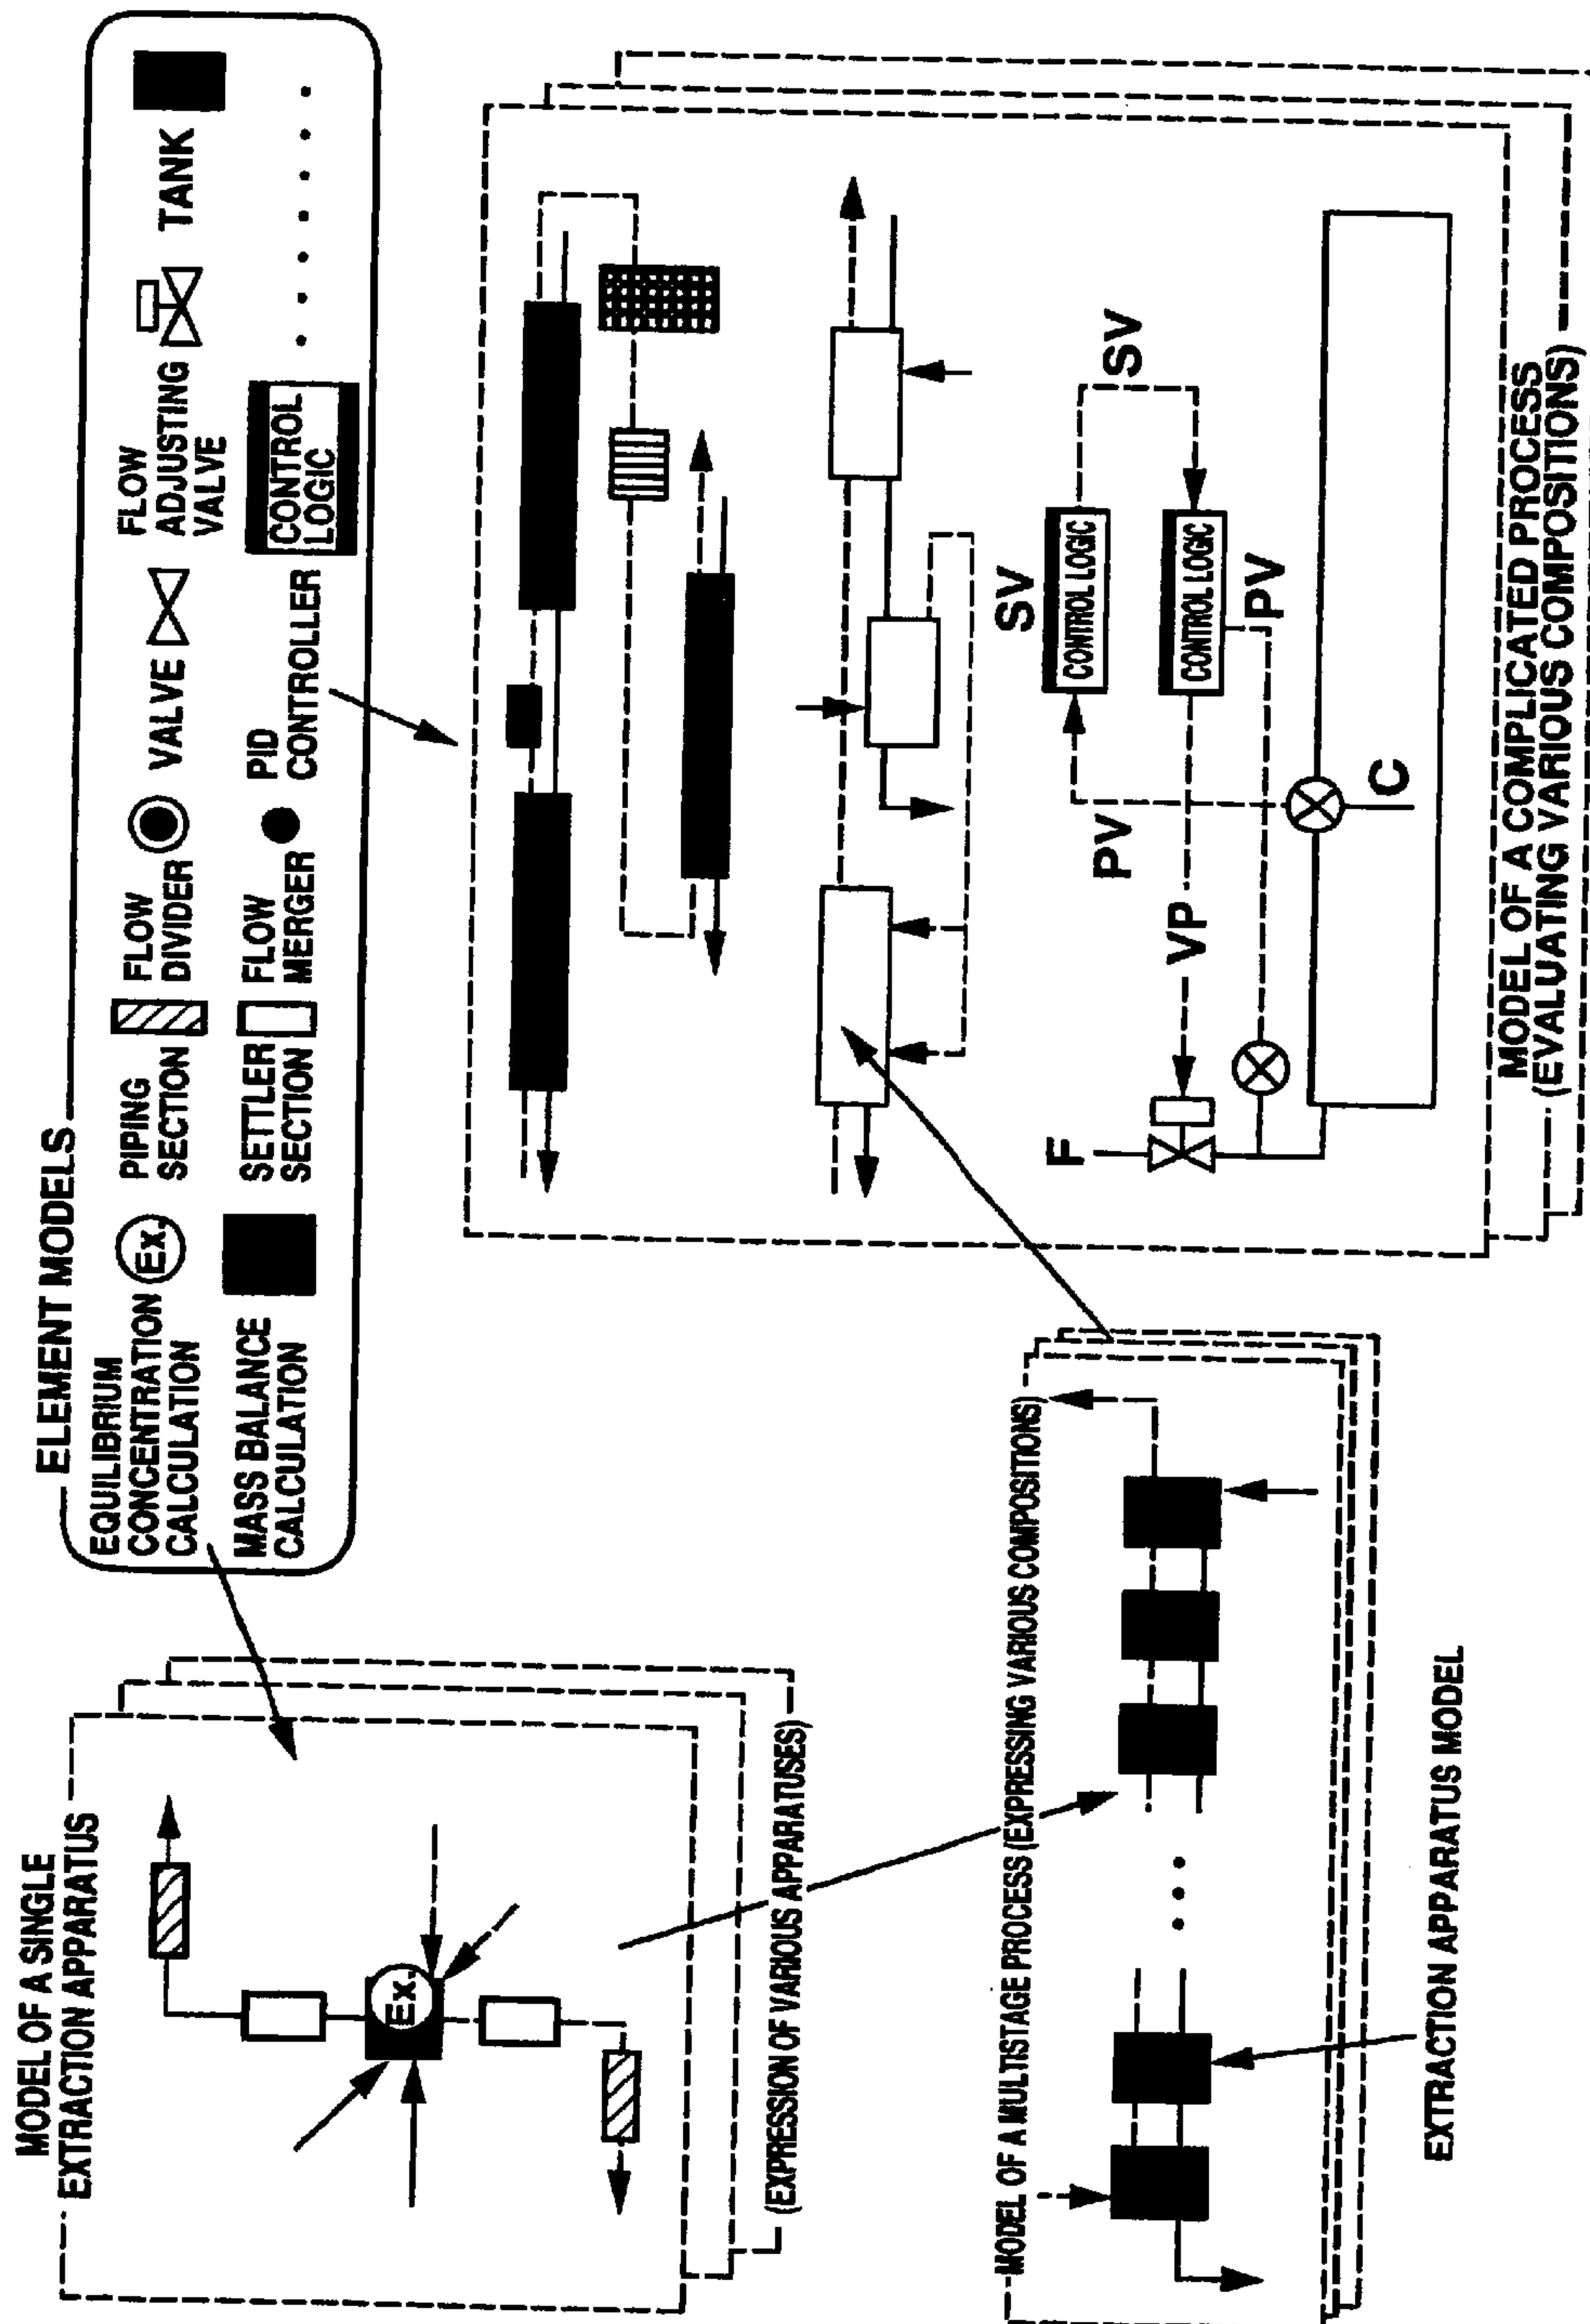 ELEMENT MODELS
EQUILIBRIUM
CONCENTRATION
CALCULATION
Ex.
PIPING
SECTION
FLOW
DIVIDER
VALVE
FLOW
ADJUSTING
VALVE
TANK
MASS BALANCE
CALCULATION
SETTLER
SECTION
FLOW
MERGER
PID
CONTROLLER
CONTROL
LOGIC
MODEL OF A SINGLE
EXTRACTION APPARATUS
Ex.
(EXPRESSION OF VARIOUS APPARATUSES)
MODEL OF A MULTISTAGE PROCESS (EXPRESSING VARIOUS COMPOSITIONS)
EXTRACTION APPARATUS MODEL
SV
CONTROL LOGIC
SV
PV
CONTROL LOGIC
VP
PV
F
C
MODEL OF A COMPLICATED PROCESS
(EVALUATING VARIOUS COMPOSITIONS)